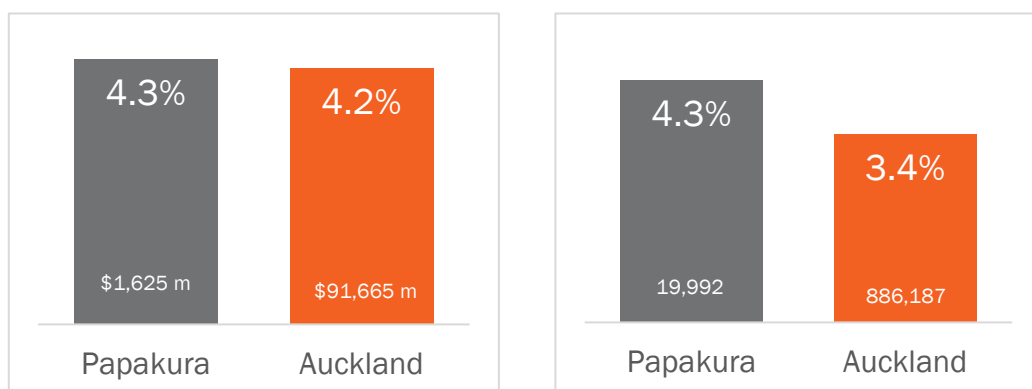 4.3%
4.2%
$1,625 m
$91,665 m
Papakura
Auckland
4.3%
3.4%
19,992
886,187
Papakura
Auckland